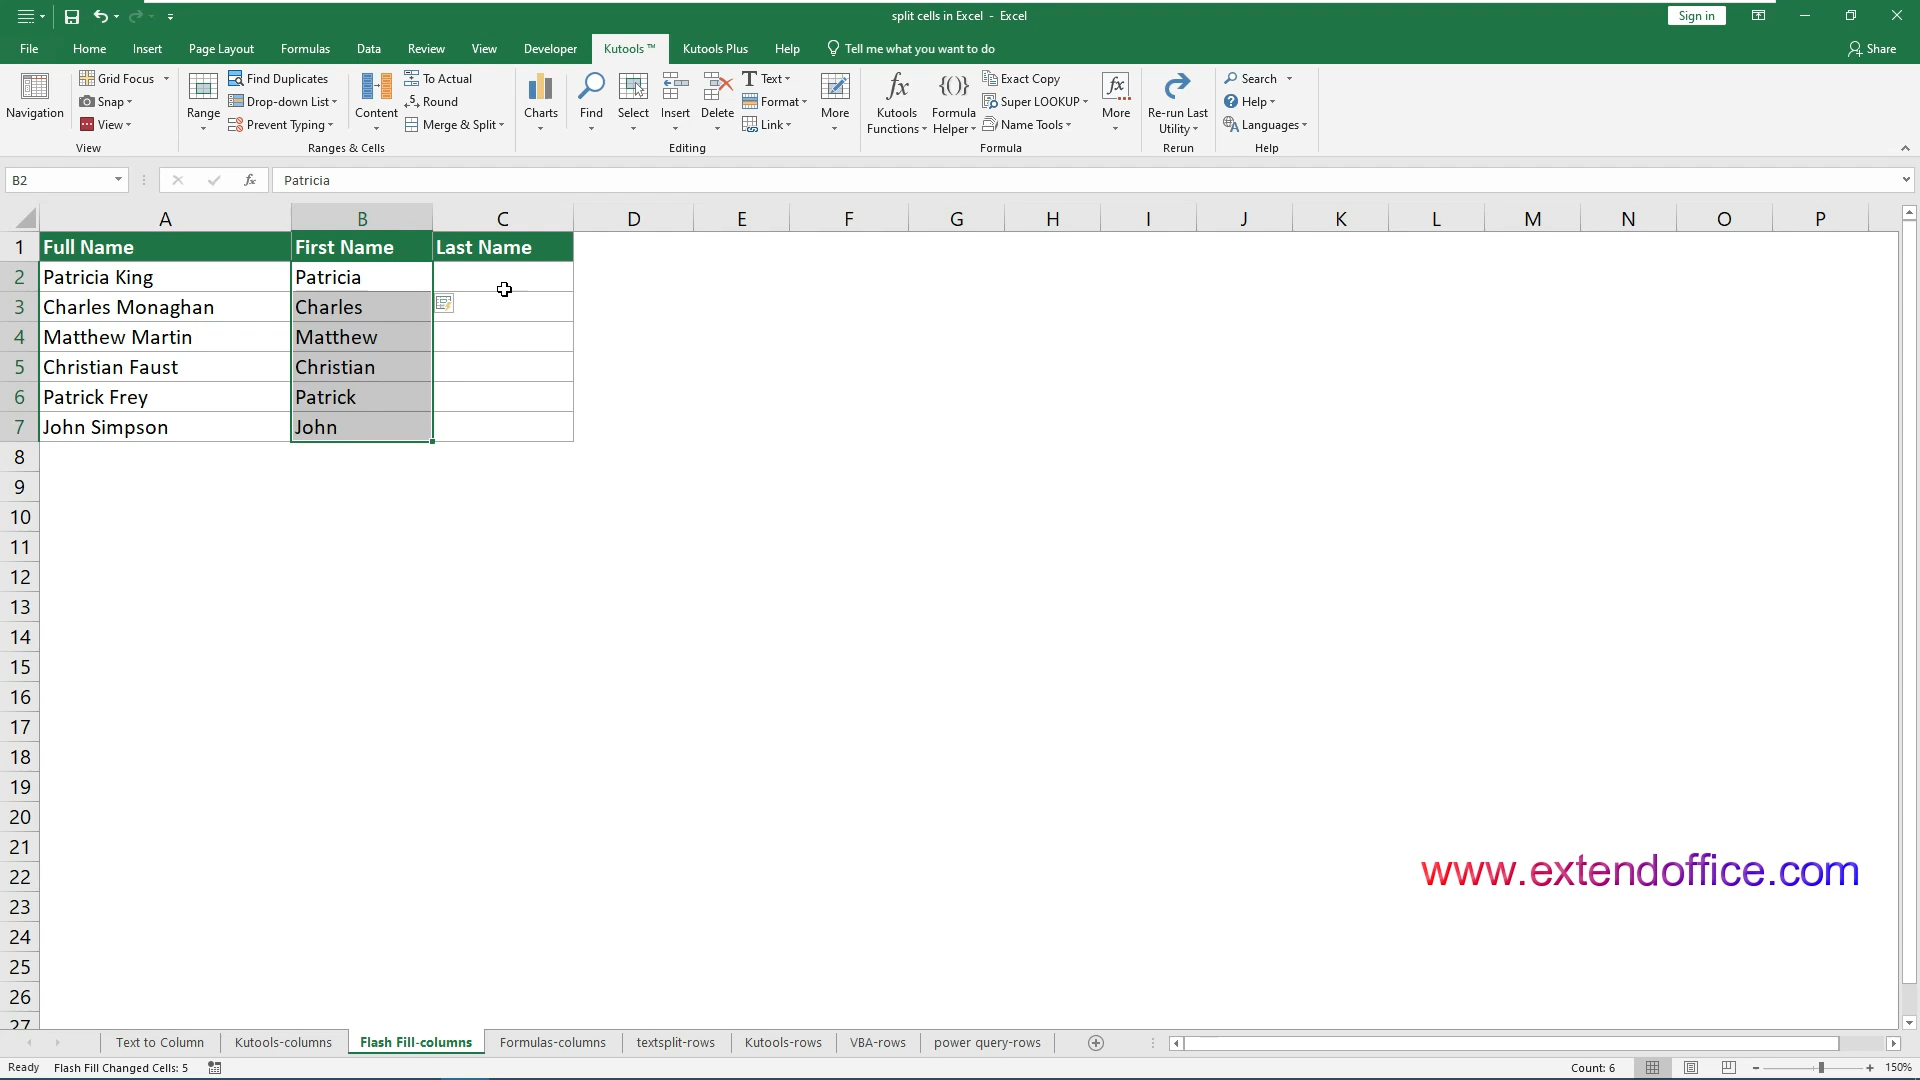 split cells in Excel - Excel
Sign in
File Home Insert Page Layout Formulas Data Review View Developer Kutools ™ Kutools Plus Help Tell me what you want to do Share
Navigation
Grid Focus
Snap
View
View
Range
Find Duplicates
Drop-down List
Prevent Typing
Content
To Actual
Round
Merge & Split
Ranges & Cells
Charts
Find
Select
Insert
Delete
Text
Format
Link
More
Editing
Kutools Functions
Formula Helper
Exact Copy
Super LOOKUP
Name Tools
More
Formula
Re-run Last Utility
Rerun
Search
Help
Languages
Help
B2 fx Patricia
A B C D E F G H I J K L M N O P
1 Full Name First Name Last Name
2 Patricia King Patricia
3 Charles Monaghan Charles
4 Matthew Martin Matthew
5 Christian Faust Christian
6 Patrick Frey Patrick
7 John Simpson John
8
9
10
11
12
13
14
15
16
17
18
19
20
21
22
23
24
25
26
27
www.extendoffice.com
Text to Column Kutools-columns Flash Fill-columns Formulas-columns textsplit-rows Kutools-rows VBA-rows power query-rows
Ready Flash Fill Changed Cells: 5 Count: 6 150%